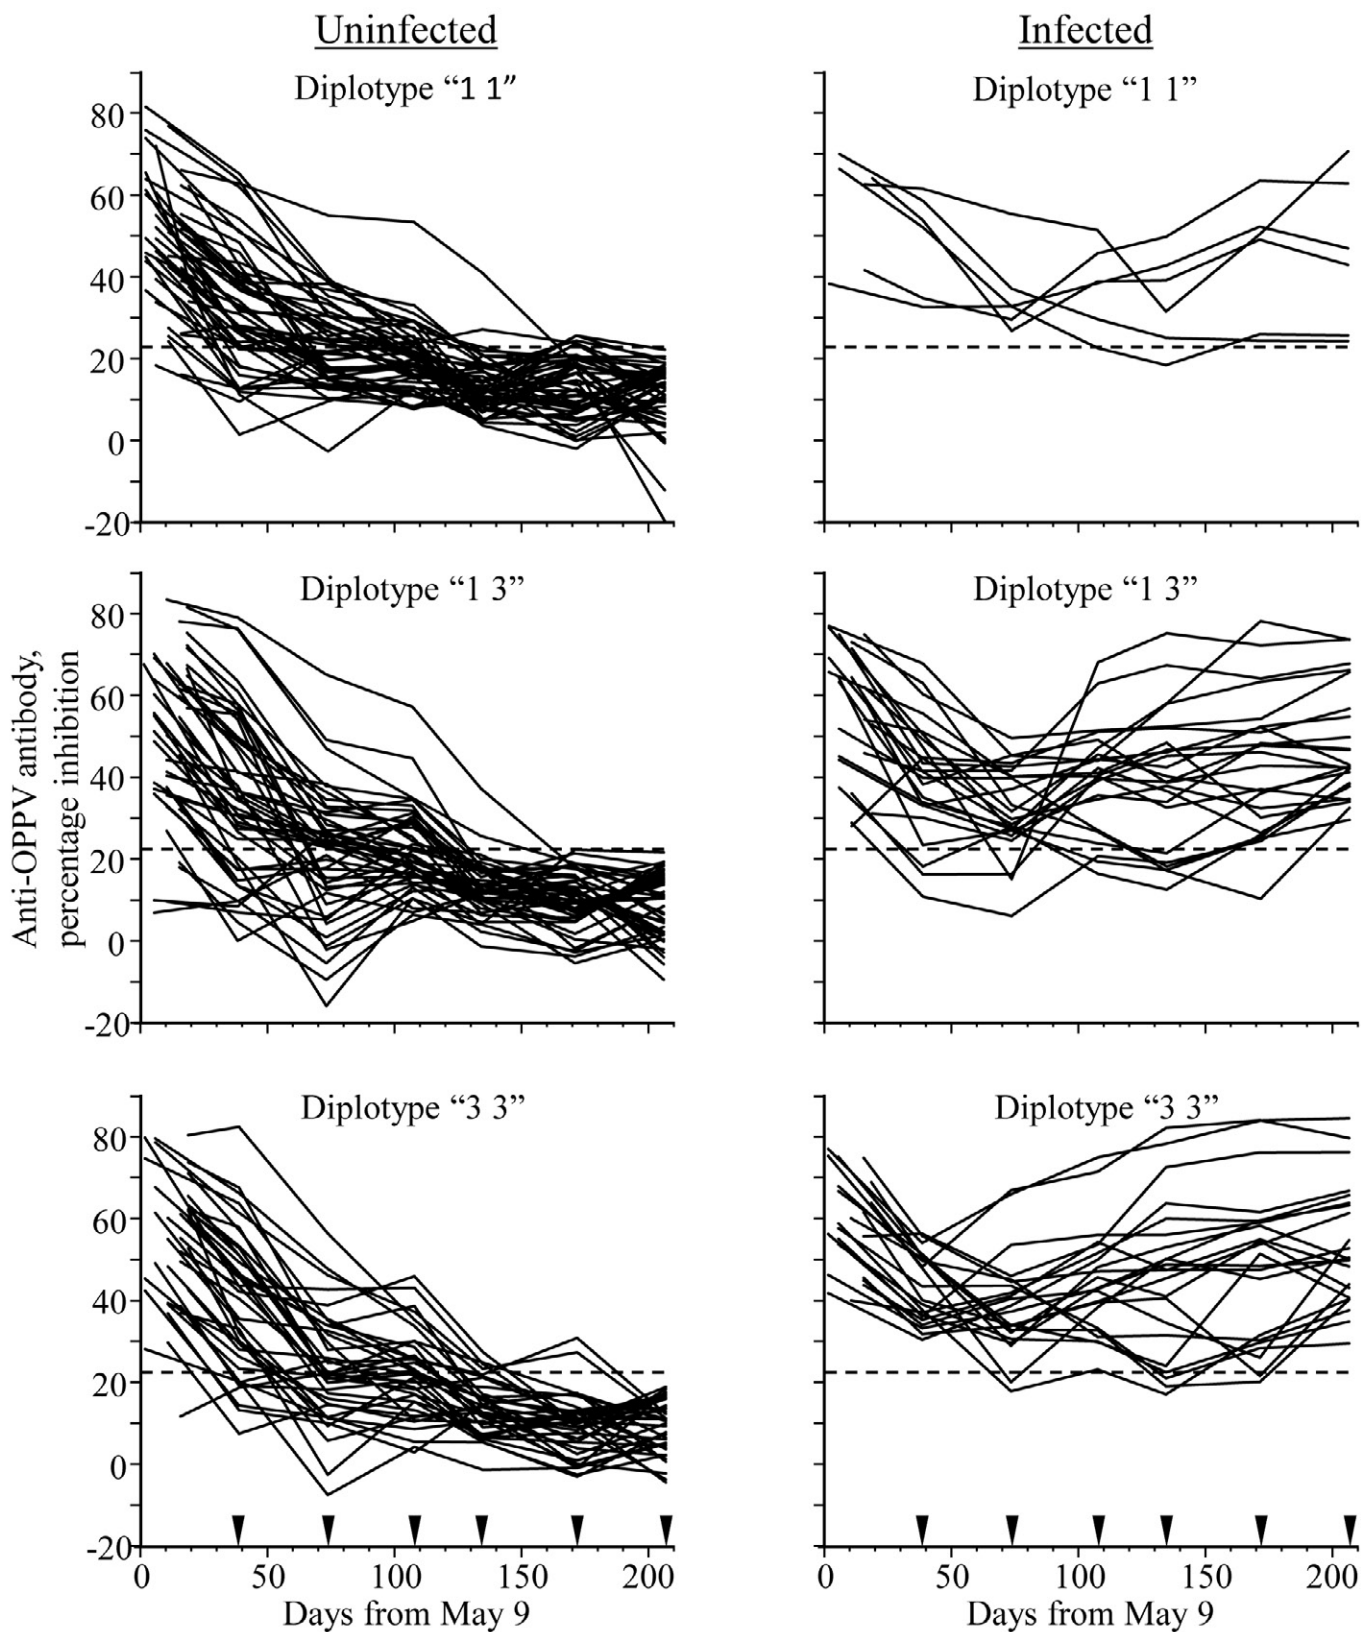 Uninfected
Infected
Diplotype “1 1”
Diplotype “1 1”
80
60
40
20
0
-20
Diplotype “1 3”
Diplotype “1 3”
80
60
40
20
0
-20
Anti-OPPV antibody,
percentage inhibition
Diplotype “3 3”
Diplotype “3 3”
80
60
40
20
0
-20
0 50 100 150 200
0 50 100 150 200
Days from May 9
Days from May 9